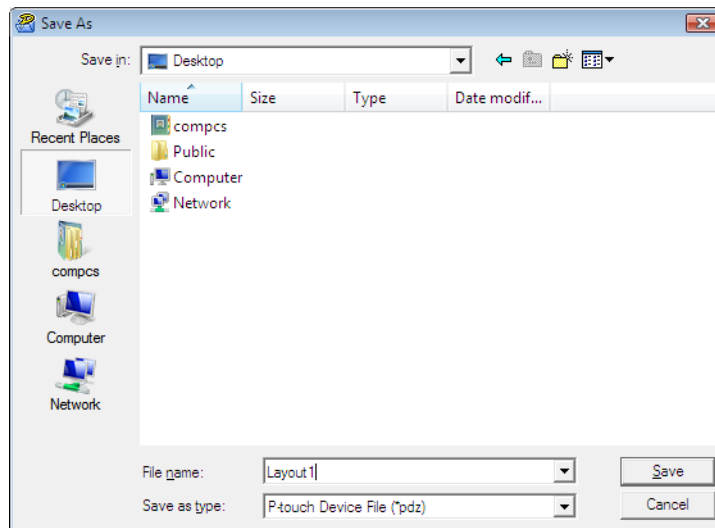 Save As
Save in: Desktop
Name Size Type Date modif...
compcs
Public
Computer
Network
Recent Places
Desktop
compcs
Computer
Network
File name: Layout1 Save
Save as type: P-touch Device File (*pdz) Cancel